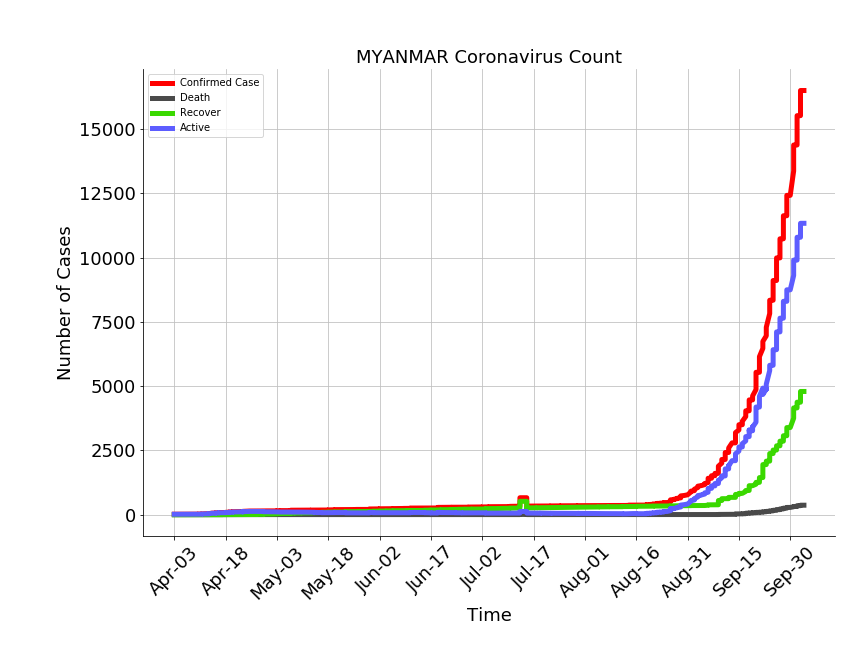 MYANMAR Coronavirus Count
Confirmed Case
Death
Recover
Active
Number of Cases
15000
12500
10000
7500
5000
2500
0
Apr-03
Apr-18
May-03
May-18
Jun-02
Jun-17
Jul-02
Jul-17
Aug-01
Aug-16
Aug-31
Sep-15
Sep-30
Time